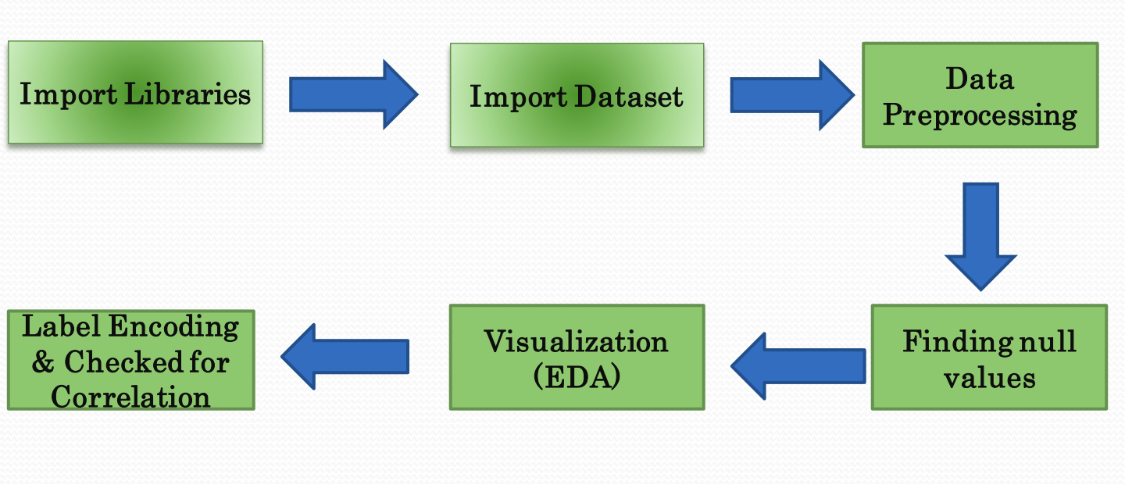 Import Libraries
Import Dataset
Data
Preprocessing
Finding null
values
Visualization
(EDA)
Label Encoding
& Checked for
Correlation